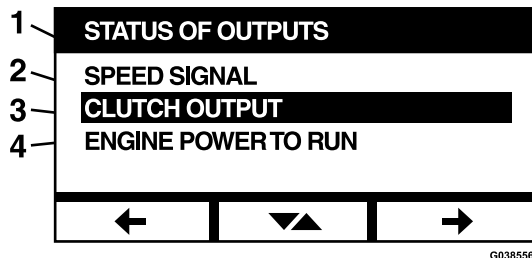 1 STATUS OF OUTPUTS
2 SPEED SIGNAL
3 CLUTCH OUTPUT
4 ENGINE POWER TO RUN
G038556